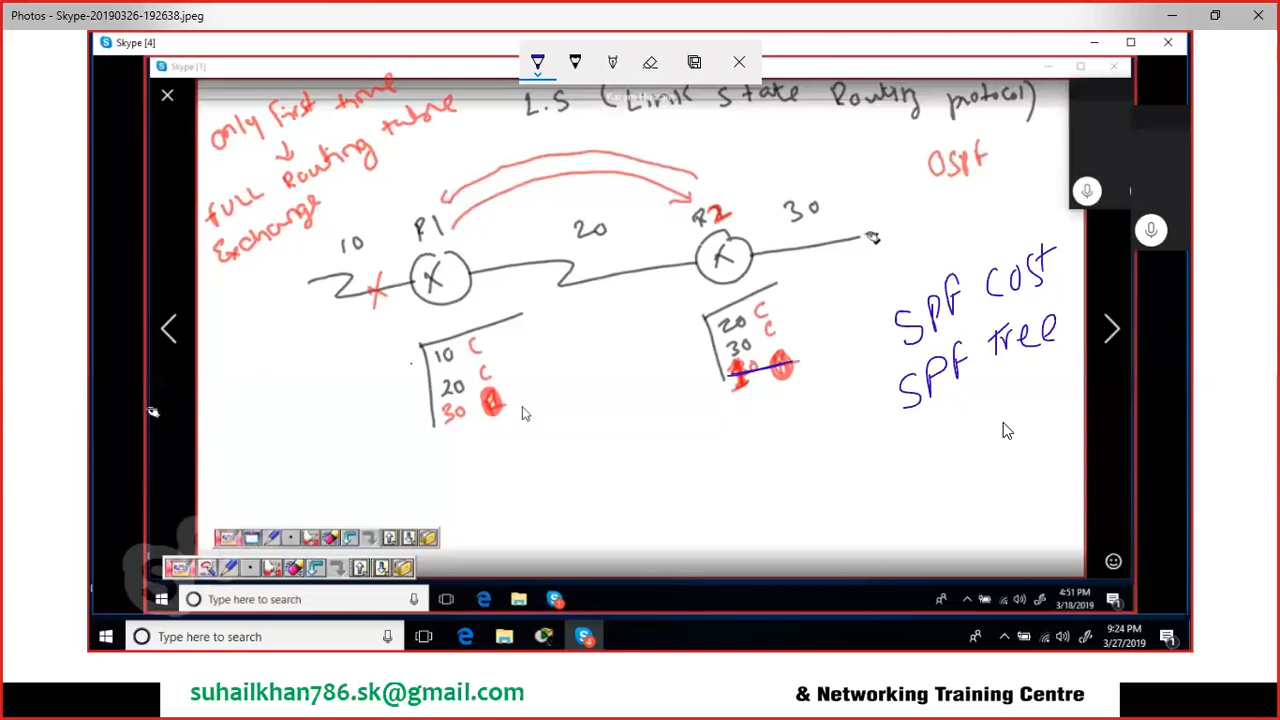 Photos - Skype-20190326-192638.jpeg
Skype [4]
Skype [1]
L.S (Link State Routing protocol)
only First time
FULL Routing table
Exchange
OSPF
10
R1
20
R2
30
SPF cost
SPF tree
10 C
20 C
30
20 C
30 C
Type here to search
4:51 PM
3/18/2019
Type here to search
9:24 PM
3/27/2019
suhailkhan786.sk@gmail.com
& Networking Training Centre